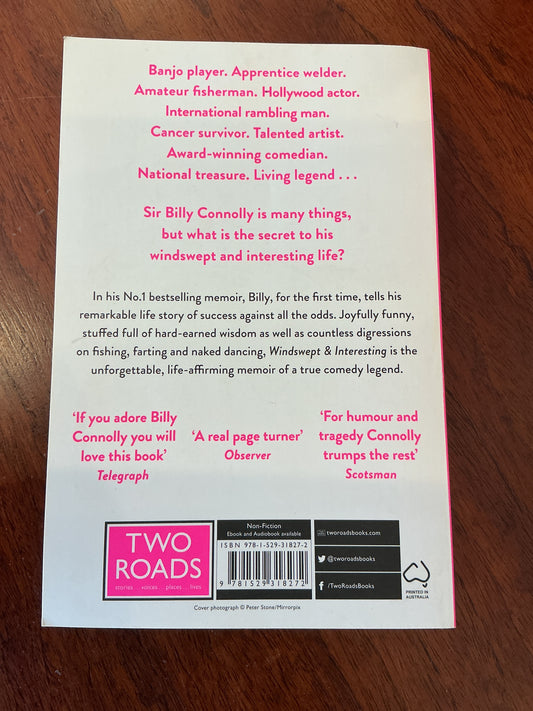 Banjo player. Apprentice welder.
Amateur fisherman. Hollywood actor.
International rambling man.
Cancer survivor. Talented artist.
Award-winning comedian.
National treasure. Living legend . . .
Sir Billy Connolly is many things,
but what is the secret to his
windswept and interesting life?
In his No.1 bestselling memoir, Billy, for the first time, tells his
remarkable life story of success against all the odds. Joyfully funny,
stuffed full of hard-earned wisdom as well as countless digressions
on fishing, farting and naked dancing, Windswept & Interesting is the
unforgettable, life-affirming memoir of a true comedy legend.
‘If you adore Billy
Connolly you will
love this book’
Telegraph
‘A real page turner’
Observer
‘For humour and
tragedy Connolly
trumps the rest’
Scotsman
TWO
ROADS
stories . . . voices . . . places . . . lives
Non-Fiction
Ebook and Audiobook also available
ISBN 978-1-529-31827-2
9 781529 318272
tworoadsbooks.com
@tworoadsbooks
/TwoRoadsBooks
PRINTED IN
AUSTRALIA
Cover photograph © Peter Stone/Mirrorpix